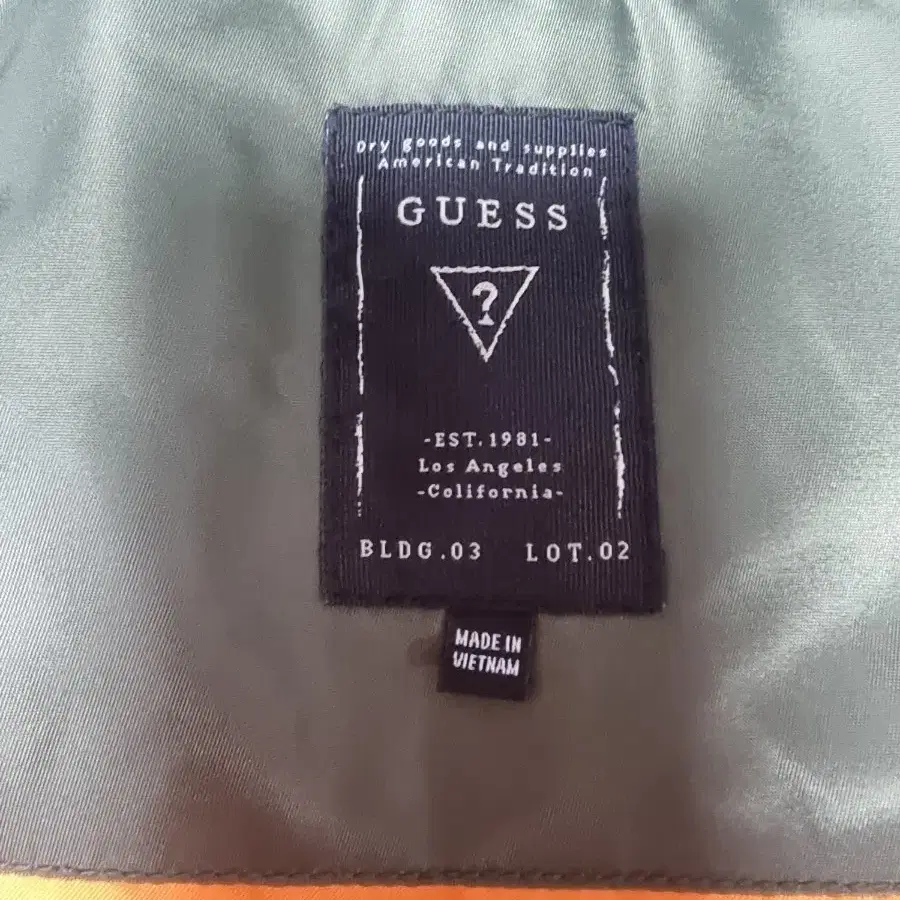 Dry goods and supplies
American Tradition
GUESS
?
-EST.1981-
Los Angeles
-California-
BLDG.03 LOT.02
MADE IN
VIETNAM